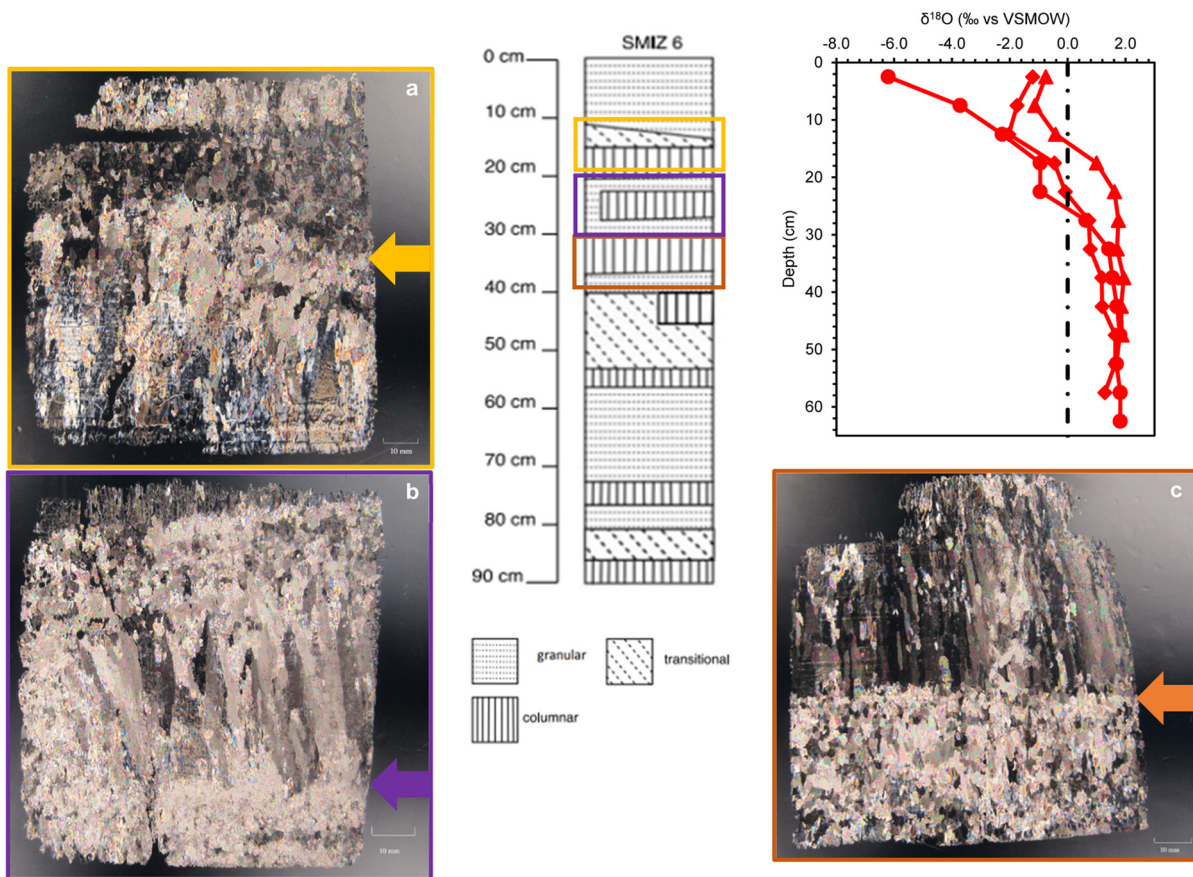 a
10 mm
b
10 mm
SMIZ 6
0 cm
10 cm
20 cm
30 cm
40 cm
50 cm
60 cm
70 cm
80 cm
90 cm
granular
transitional
columnar
δ¹⁸O (‰ vs VSMOW)
-8.0 -6.0 -4.0 -2.0 0.0 2.0
0
10
20
30
40
50
60
Depth (cm)
c
10 mm